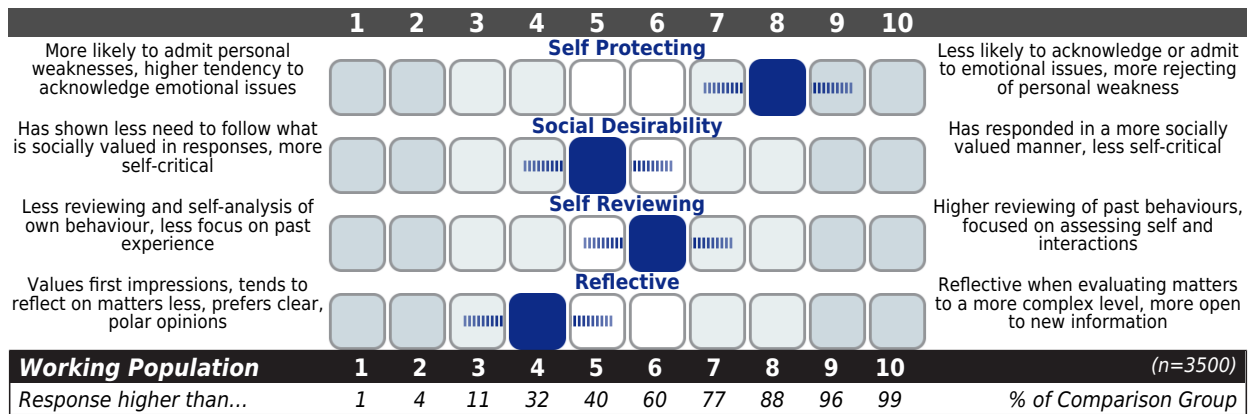 1 2 3 4 5 6 7 8 9 10
Self Protecting
More likely to admit personal
weaknesses, higher tendency to
acknowledge emotional issues
Less likely to acknowledge or admit
to emotional issues, more rejecting
of personal weakness
Social Desirability
Has shown less need to follow what
is socially valued in responses, more
self-critical
Has responded in a more socially
valued manner, less self-critical
Self Reviewing
Less reviewing and self-analysis of
own behaviour, less focus on past
experience
Higher reviewing of past behaviours,
focused on assessing self and
interactions
Reflective
Values first impressions, tends to
reflect on matters less, prefers clear,
polar opinions
Reflective when evaluating matters
to a more complex level, more open
to new information
Working Population 1 2 3 4 5 6 7 8 9 10 (n=3500)
Response higher than... 1 4 11 32 40 60 77 88 96 99 % of Comparison Group